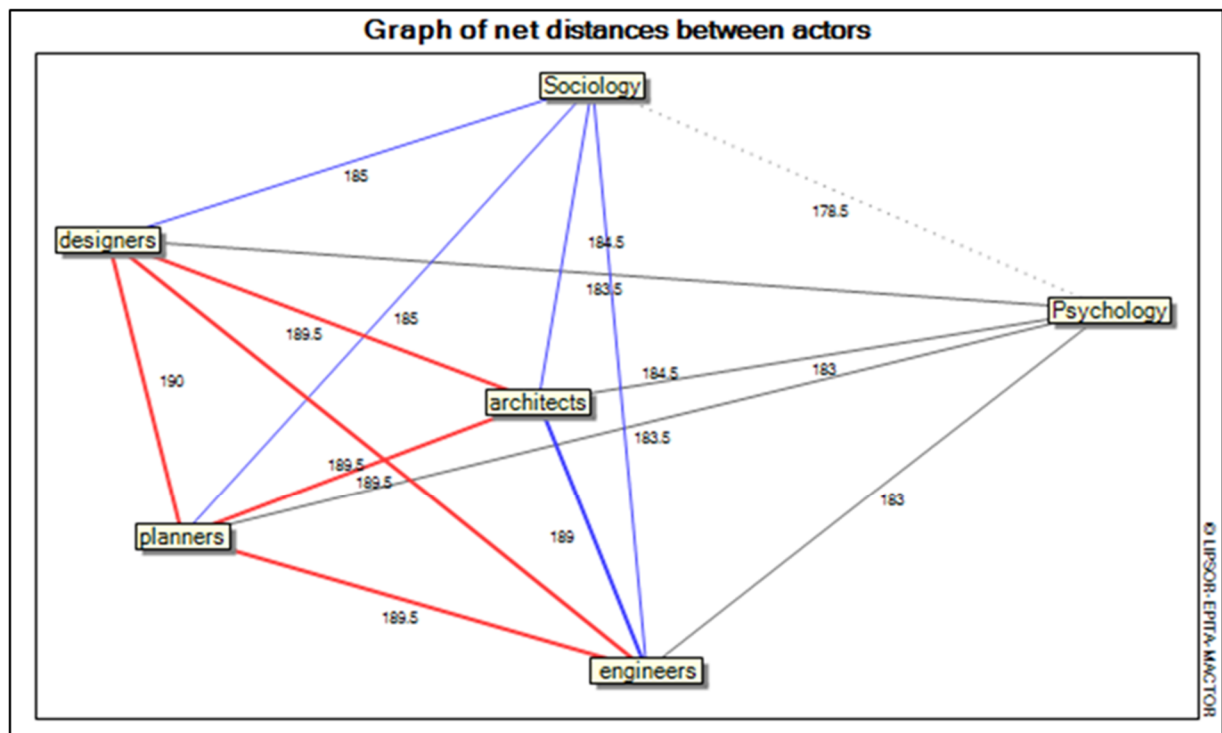 Graph of net distances between actors
Sociology
185
178.5
designers
184.5
183.5
Psychology
185
189.5
190
184.5
183
architects
183.5
189.5
189.5
183
planners
189
189.5
engineers
© LIPSOR-EPITA-MACTOR